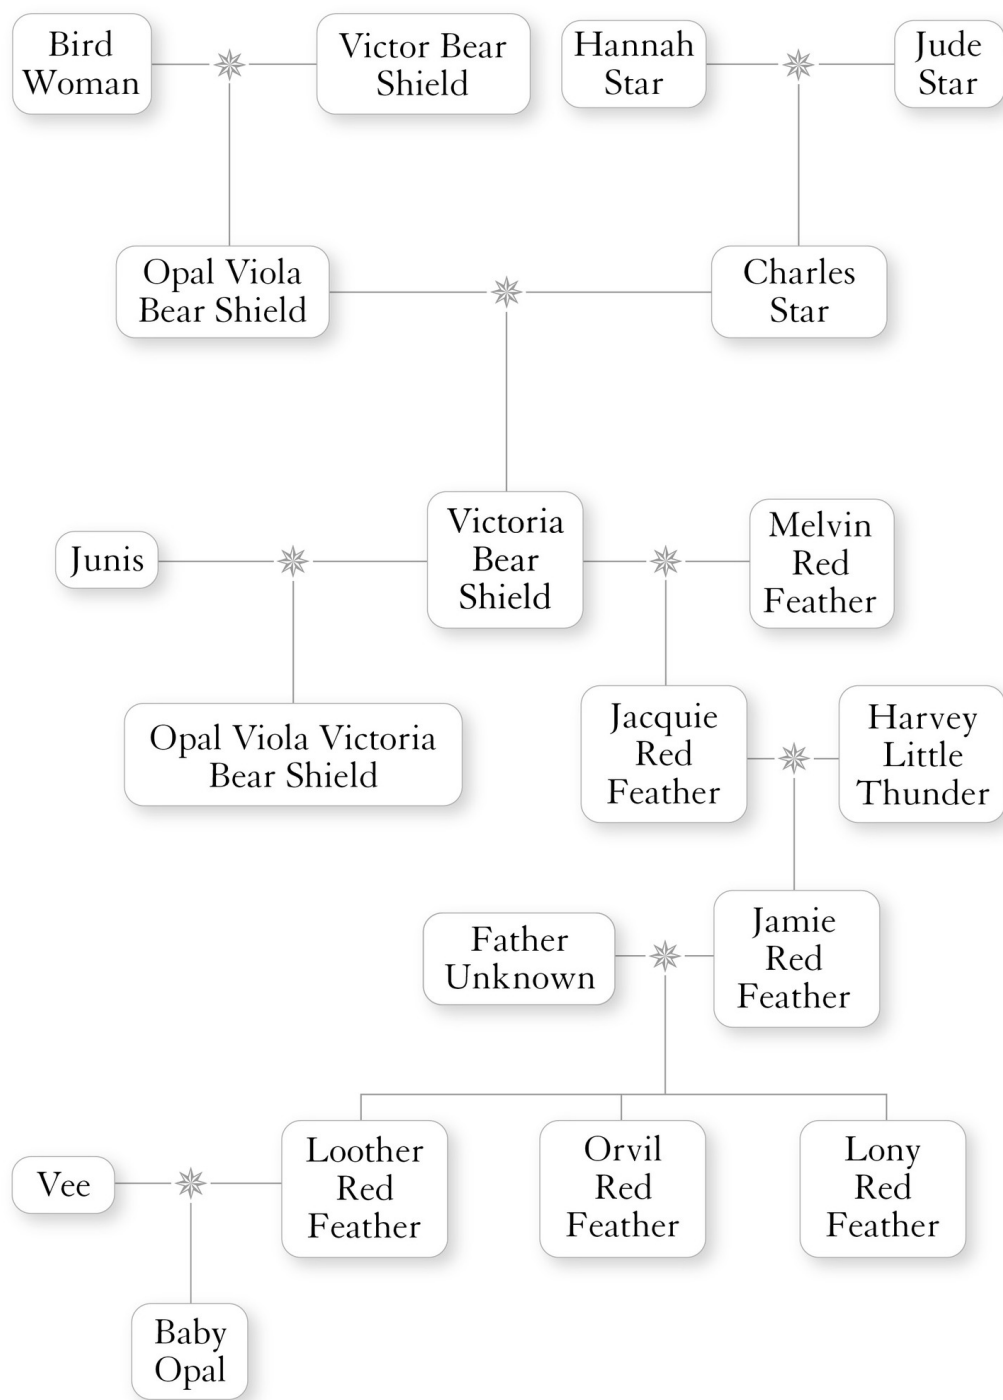 Bird
Woman
Victor Bear
Shield
Hannah
Star
Jude
Star
Opal Viola
Bear Shield
Charles
Star
Junis
Victoria
Bear
Shield
Melvin
Red
Feather
Opal Viola Victoria
Bear Shield
Jacquie
Red
Feather
Harvey
Little
Thunder
Father
Unknown
Jamie
Red
Feather
Vee
Loother
Red
Feather
Orvil
Red
Feather
Lony
Red
Feather
Baby
Opal